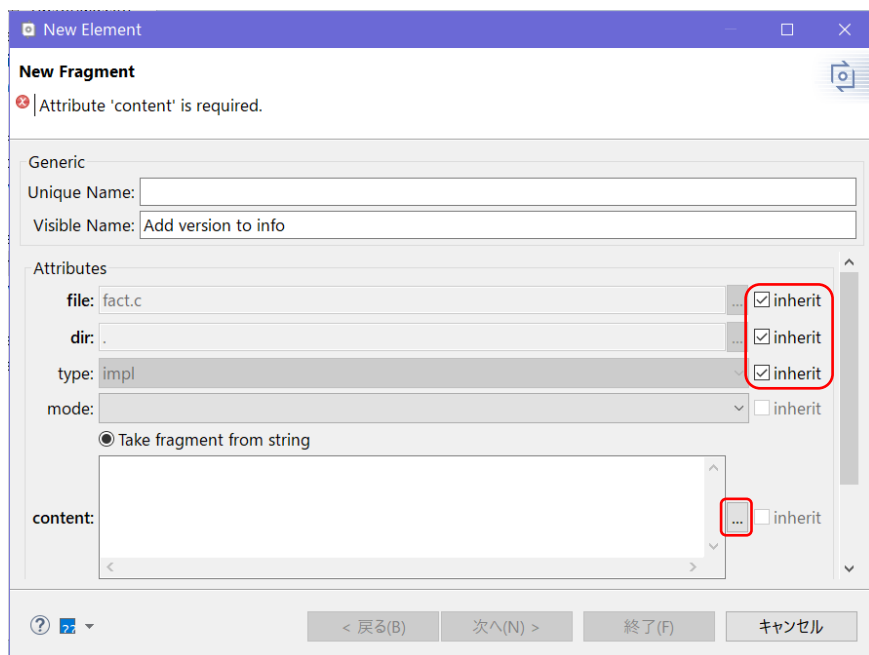 New Element
New Fragment
Attribute 'content' is required.
Generic
Unique Name:
Visible Name: Add version to info
Attributes
file: fact.c ... inherit
dir: . ... inherit
type: impl inherit
mode: inherit
Take fragment from string
content: ... inherit
< 戻る(B) 次へ(N) > 終了(F) キャンセル